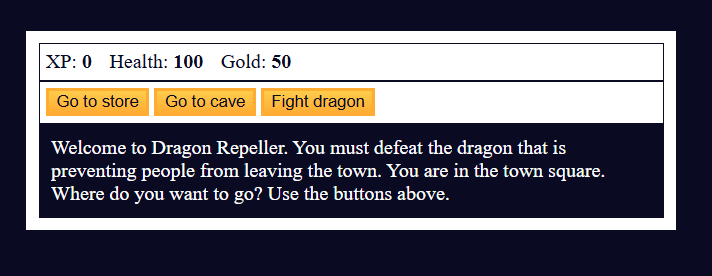 XP: 0 Health: 100 Gold: 50
Go to store Go to cave Fight dragon
Welcome to Dragon Repeller. You must defeat the dragon that is
preventing people from leaving the town. You are in the town square.
Where do you want to go? Use the buttons above.